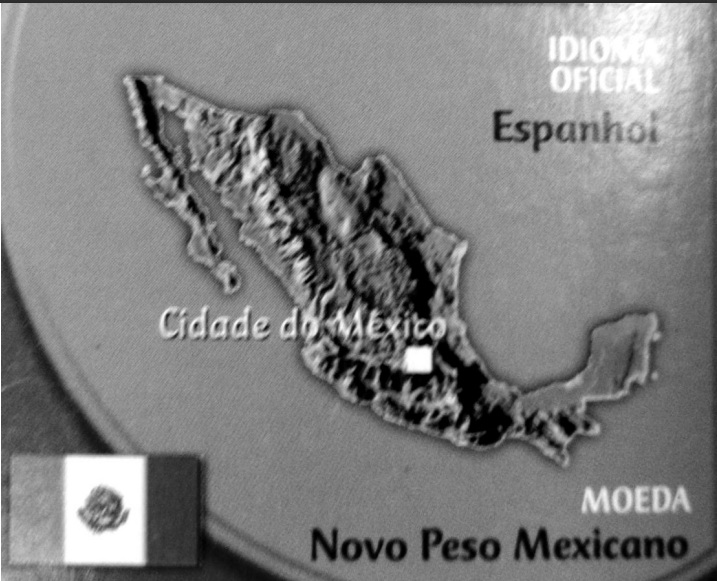 IDIOMA
OFICIAL
Espanhol
Cidade do México
MOEDA
Novo Peso Mexicano